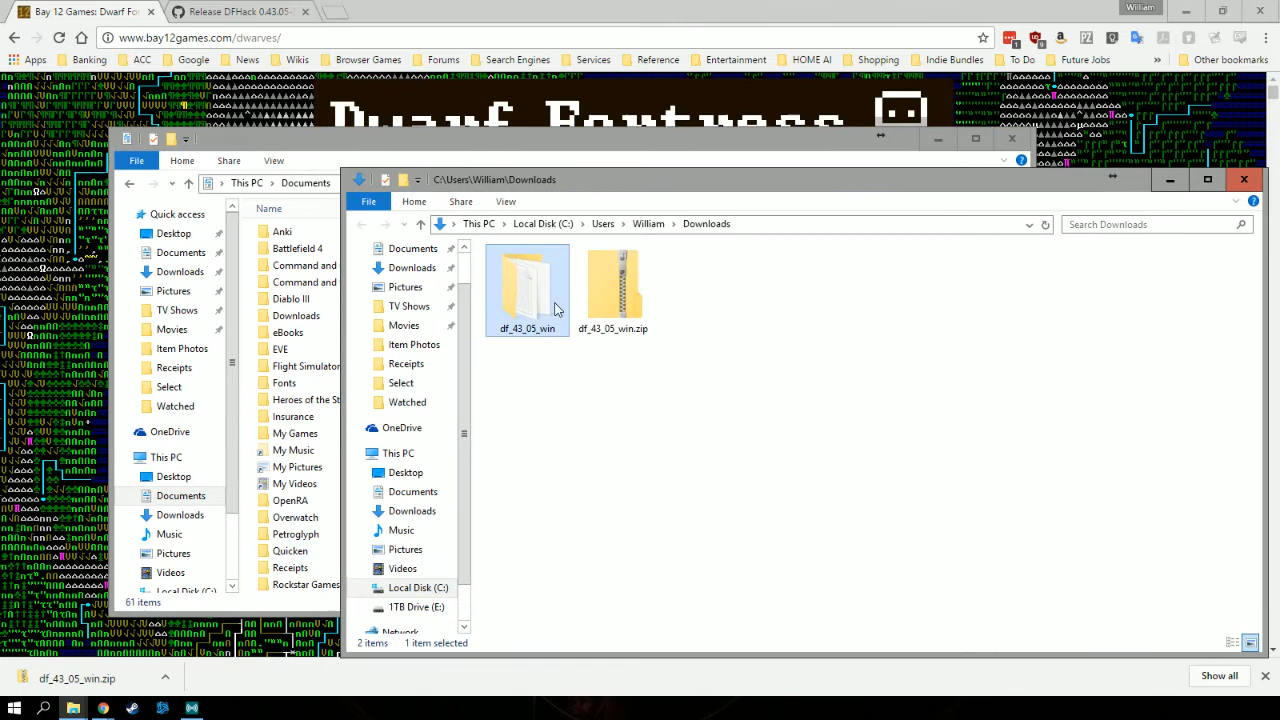 Bay 12 Games: Dwarf Fo
Release DFHack 0.43.05-
William
www.bay12games.com/dwarves/
Apps
Banking
ACC
Google
News
Wikis
Browser Games
Forums
Search Engines
Services
Reference
Entertainment
HOME AI
Shopping
Indie Bundles
To Do
Future Jobs
»
Other bookmarks
Dwarf Fortress
File
Home
Share
View
This PC
Documents
Quick access
Desktop
Documents
Downloads
Pictures
TV Shows
Movies
Item Photos
Receipts
Select
Watched
OneDrive
This PC
Desktop
Documents
Downloads
Music
Pictures
Videos
Local Disk (C:)
61 items
Name
Anki
Battlefield 4
Command and
Command and
Diablo III
Downloads
eBooks
EVE
Flight Simulator
Fonts
Heroes of the St
Insurance
My Games
My Music
My Pictures
My Videos
OpenRA
Overwatch
Petroglyph
Quicken
Receipts
Rockstar Games
C:\Users\William\Downloads
File
Home
Share
View
This PC
Local Disk (C:)
Users
William
Downloads
Search Downloads
Documents
Downloads
Pictures
TV Shows
Movies
Item Photos
Receipts
Select
Watched
OneDrive
This PC
Desktop
Documents
Downloads
Music
Pictures
Videos
Local Disk (C:)
1TB Drive (E:)
Network
df_43_05_win
df_43_05_win.zip
2 items
1 item selected
df_43_05_win.zip
Show all